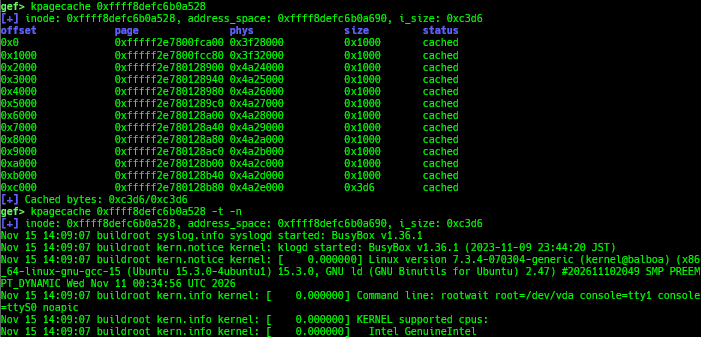 gef> kpagecache 0xffff8defc6b0a528
[+] inode: 0xffff8defc6b0a528, address_space: 0xffff8defc6b0a690, i_size: 0xc3d6
offset page phys size status
0x0 0xfffff2e7800fca00 0x3f28000 0x1000 cached
0x1000 0xfffff2e7800fcc80 0x3f32000 0x1000 cached
0x2000 0xfffff2e780128900 0x4a24000 0x1000 cached
0x3000 0xfffff2e780128940 0x4a25000 0x1000 cached
0x4000 0xfffff2e780128980 0x4a26000 0x1000 cached
0x5000 0xfffff2e7801289c0 0x4a27000 0x1000 cached
0x6000 0xfffff2e780128a00 0x4a28000 0x1000 cached
0x7000 0xfffff2e780128a40 0x4a29000 0x1000 cached
0x8000 0xfffff2e780128a80 0x4a2a000 0x1000 cached
0x9000 0xfffff2e780128ac0 0x4a2b000 0x1000 cached
0xa000 0xfffff2e780128b00 0x4a2c000 0x1000 cached
0xb000 0xfffff2e780128b40 0x4a2d000 0x1000 cached
0xc000 0xfffff2e780128b80 0x4a2e000 0x3d6 cached
[+] Cached bytes: 0xc3d6/0xc3d6
gef> kpagecache 0xffff8defc6b0a528 -t -n
[+] inode: 0xffff8defc6b0a528, address_space: 0xffff8defc6b0a690, i_size: 0xc3d6
Nov 15 14:09:07 buildroot syslog.info syslogd started: BusyBox v1.36.1
Nov 15 14:09:07 buildroot kern.notice kernel: klogd started: BusyBox v1.36.1 (2023-11-09 23:44:20 JST)
Nov 15 14:09:07 buildroot kern.notice kernel: [    0.000000] Linux version 7.3.4-070304-generic (kernel@balboa) (x86
_64-linux-gnu-gcc-15 (Ubuntu 15.3.0-4ubuntu1) 15.3.0, GNU ld (GNU Binutils for Ubuntu) 2.47) #202611102049 SMP PREEM
PT_DYNAMIC Wed Nov 11 00:34:56 UTC 2026
Nov 15 14:09:07 buildroot kern.info kernel: [    0.000000] Command line: rootwait root=/dev/vda console=tty1 console
=ttyS0 noapic
Nov 15 14:09:07 buildroot kern.info kernel: [    0.000000] KERNEL supported cpus:
Nov 15 14:09:07 buildroot kern.info kernel: [    0.000000]   Intel GenuineIntel